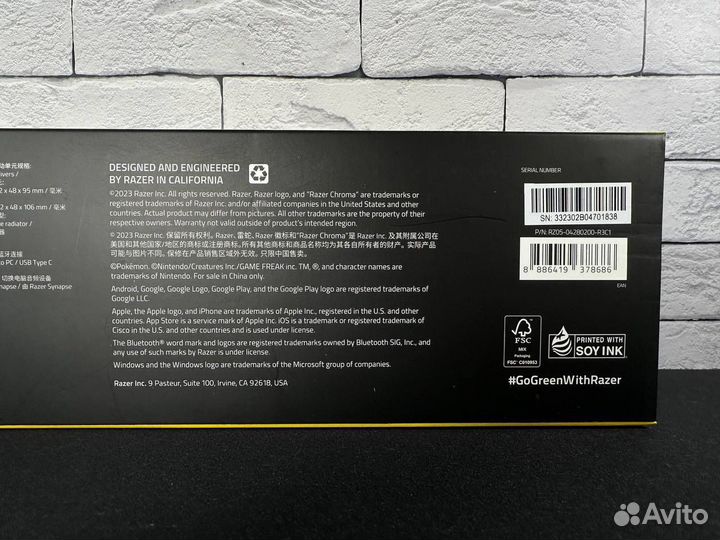 动单元规格:
ivers /
2 x 48 x 95 mm / 毫米
2 x 48 x 106 mm / 毫米
型:
e radiator /
器
蓝牙连接
o PC / USB Type C
切换电脑音频设备
napse / 由 Razer Synapse
DESIGNED AND ENGINEERED
BY RAZER IN CALIFORNIA
©2023 Razer Inc. All rights reserved. Razer, Razer logo, and "Razer Chroma" are trademarks or
registered trademarks of Razer Inc. and/or affiliated companies in the United States and other
countries. Actual product may differ from pictures. All other trademarks are the property of their
respective owners. Warranty not valid outside of product's intended region.
© 2023 Razer Inc. 保留所有权利。Razer、雷蛇、Razer 徽标和"Razer Chroma"是 Razer Inc. 及其附属公司在
美国和其他国家/地区的商标或注册商标。所有其他商标和商品名称均为其各自所有者的财产。实际产品
可能与图片不同。保修在产品销售区域外无效。只限中国售卖。
©Pokémon. ©Nintendo/Creatures Inc./GAME FREAK inc. TM, ®, and character names are
trademarks of Nintendo. For sale in China only.
Android, Google, Google Logo, Google Play, and the Google Play logo are registered trademarks of
Google LLC.
Apple, the Apple logo, and iPhone are trademarks of Apple Inc., registered in the U.S. and other
countries. App Store is a service mark of Apple Inc. iOS is a trademark or registered trademark of
Cisco in the U.S. and other countries and is used under license.
The Bluetooth® word mark and logos are registered trademarks owned by Bluetooth SIG, Inc., and
any use of such marks by Razer is under license.
Windows and the Windows logo are trademarks of the Microsoft group of companies.
Razer Inc. 9 Pasteur, Suite 100, Irvine, CA 92618, USA
SERIAL NUMBER
SN: 332302B04701838
P/N: RZ05-04280200-R3C1
8 886419 378686
EAN
FSC
MIX
Packaging
FSC® C010953
PRINTED WITH
SOY INK
#GoGreenWithRazer
Avito